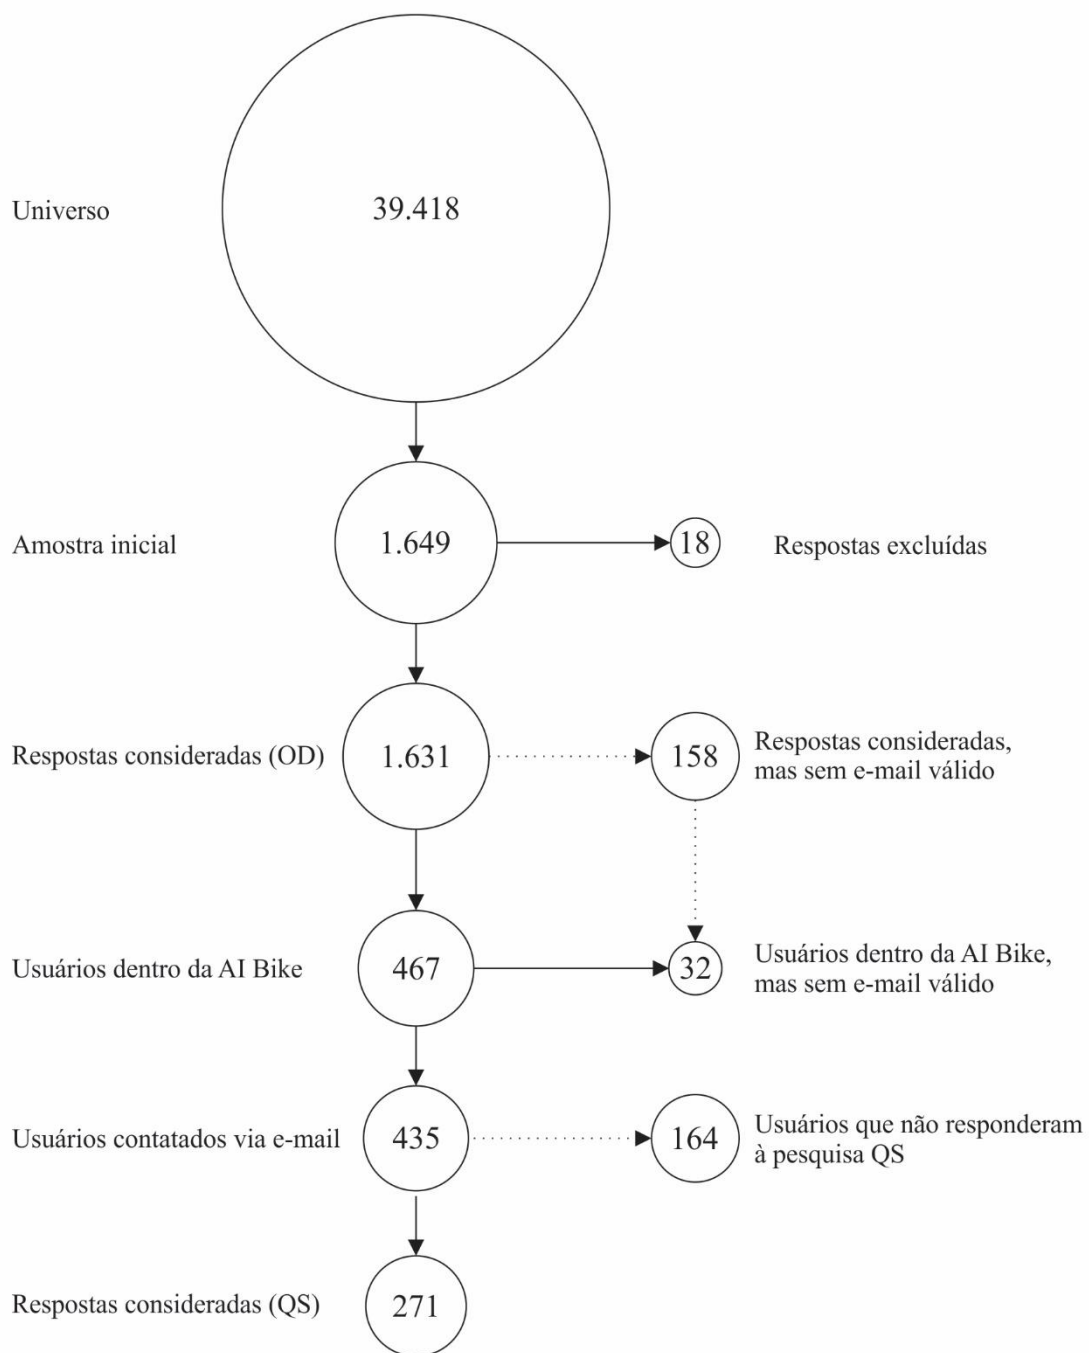 Universo
39.418
Amostra inicial
1.649
18
Respostas excluídas
Respostas consideradas (OD)
1.631
158
Respostas consideradas,
mas sem e-mail válido
Usuários dentro da AI Bike
467
32
Usuários dentro da AI Bike,
mas sem e-mail válido
Usuários contatados via e-mail
435
164
Usuários que não responderam
à pesquisa QS
Respostas consideradas (QS)
271